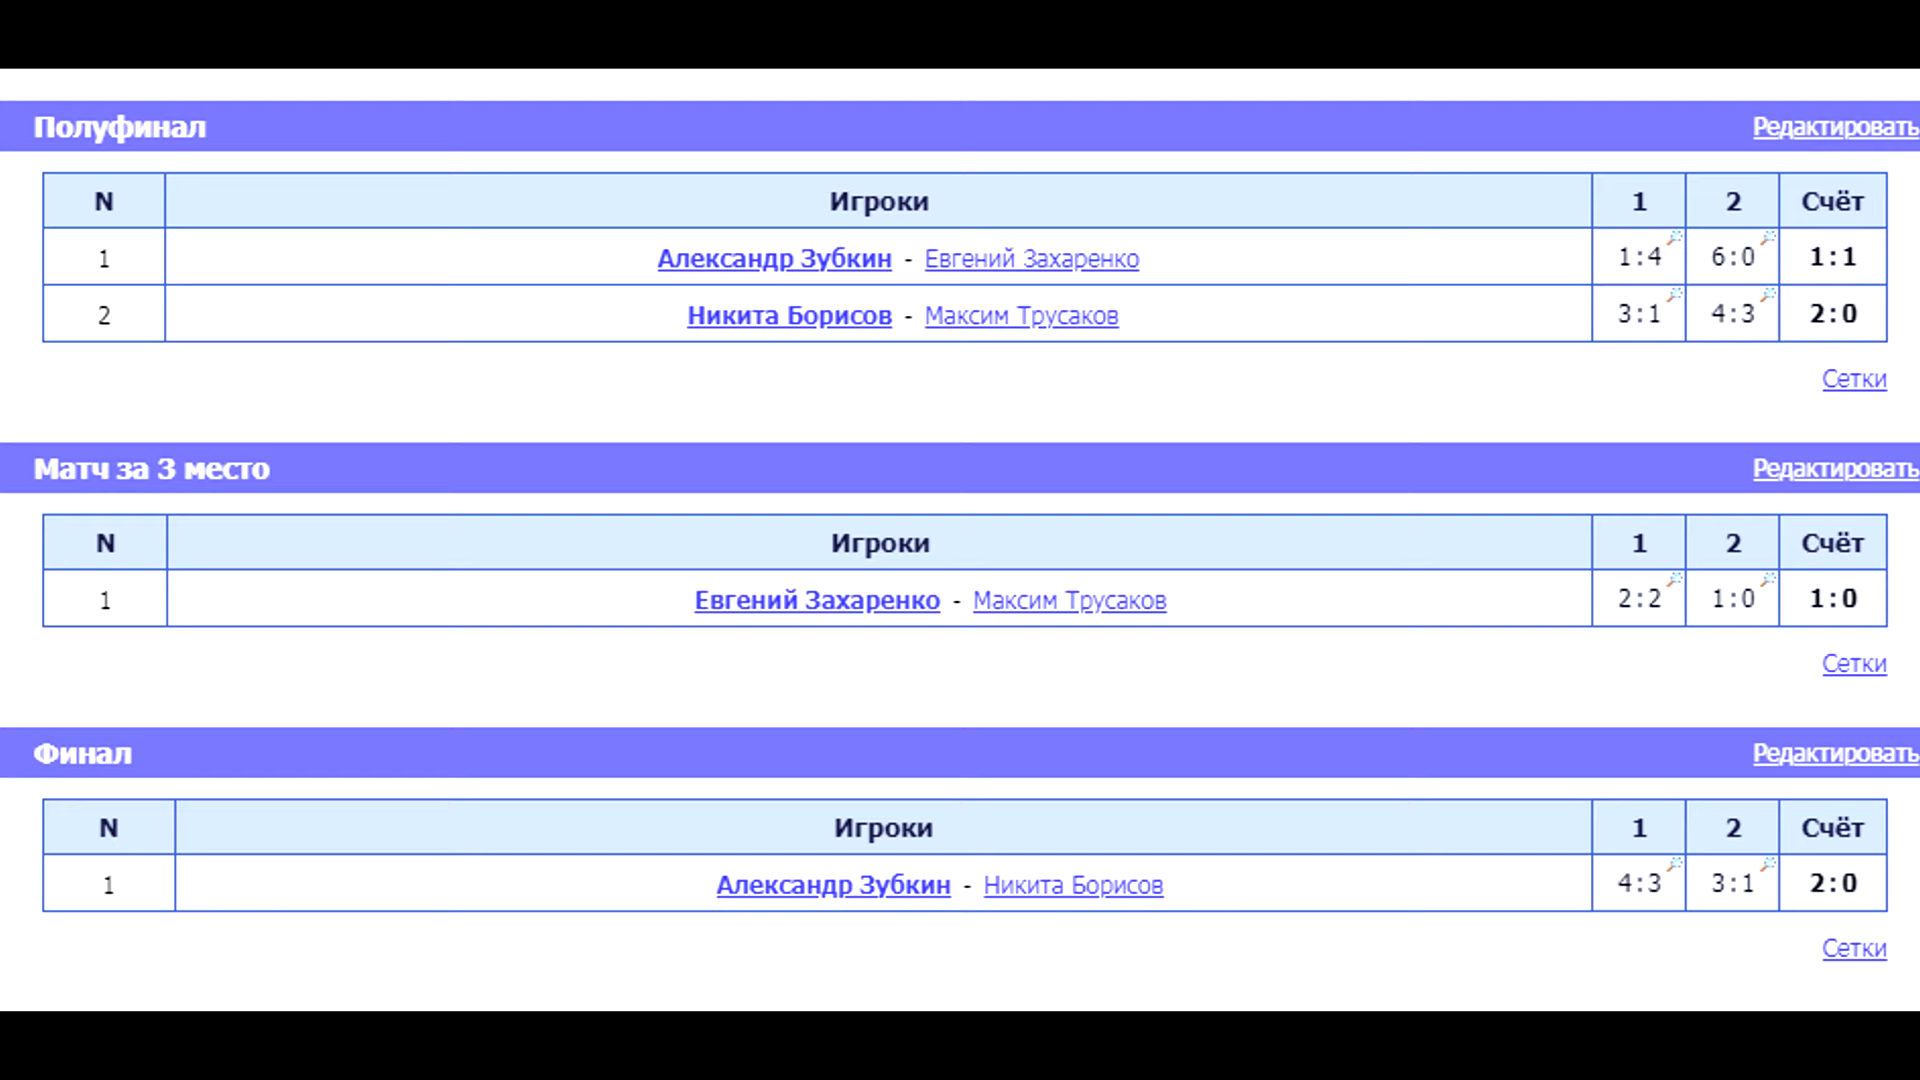 Полуфинал Редактировать
N Игроки 1 2 Счёт
1 Александр Зубкин - Евгений Захаренко 1:4 6:0 1:1
2 Никита Борисов - Максим Трусаков 3:1 4:3 2:0
Сетки
Матч за 3 место Редактировать
N Игроки 1 2 Счёт
1 Евгений Захаренко - Максим Трусаков 2:2 1:0 1:0
Сетки
Финал Редактировать
N Игроки 1 2 Счёт
1 Александр Зубкин - Никита Борисов 4:3 3:1 2:0
Сетки